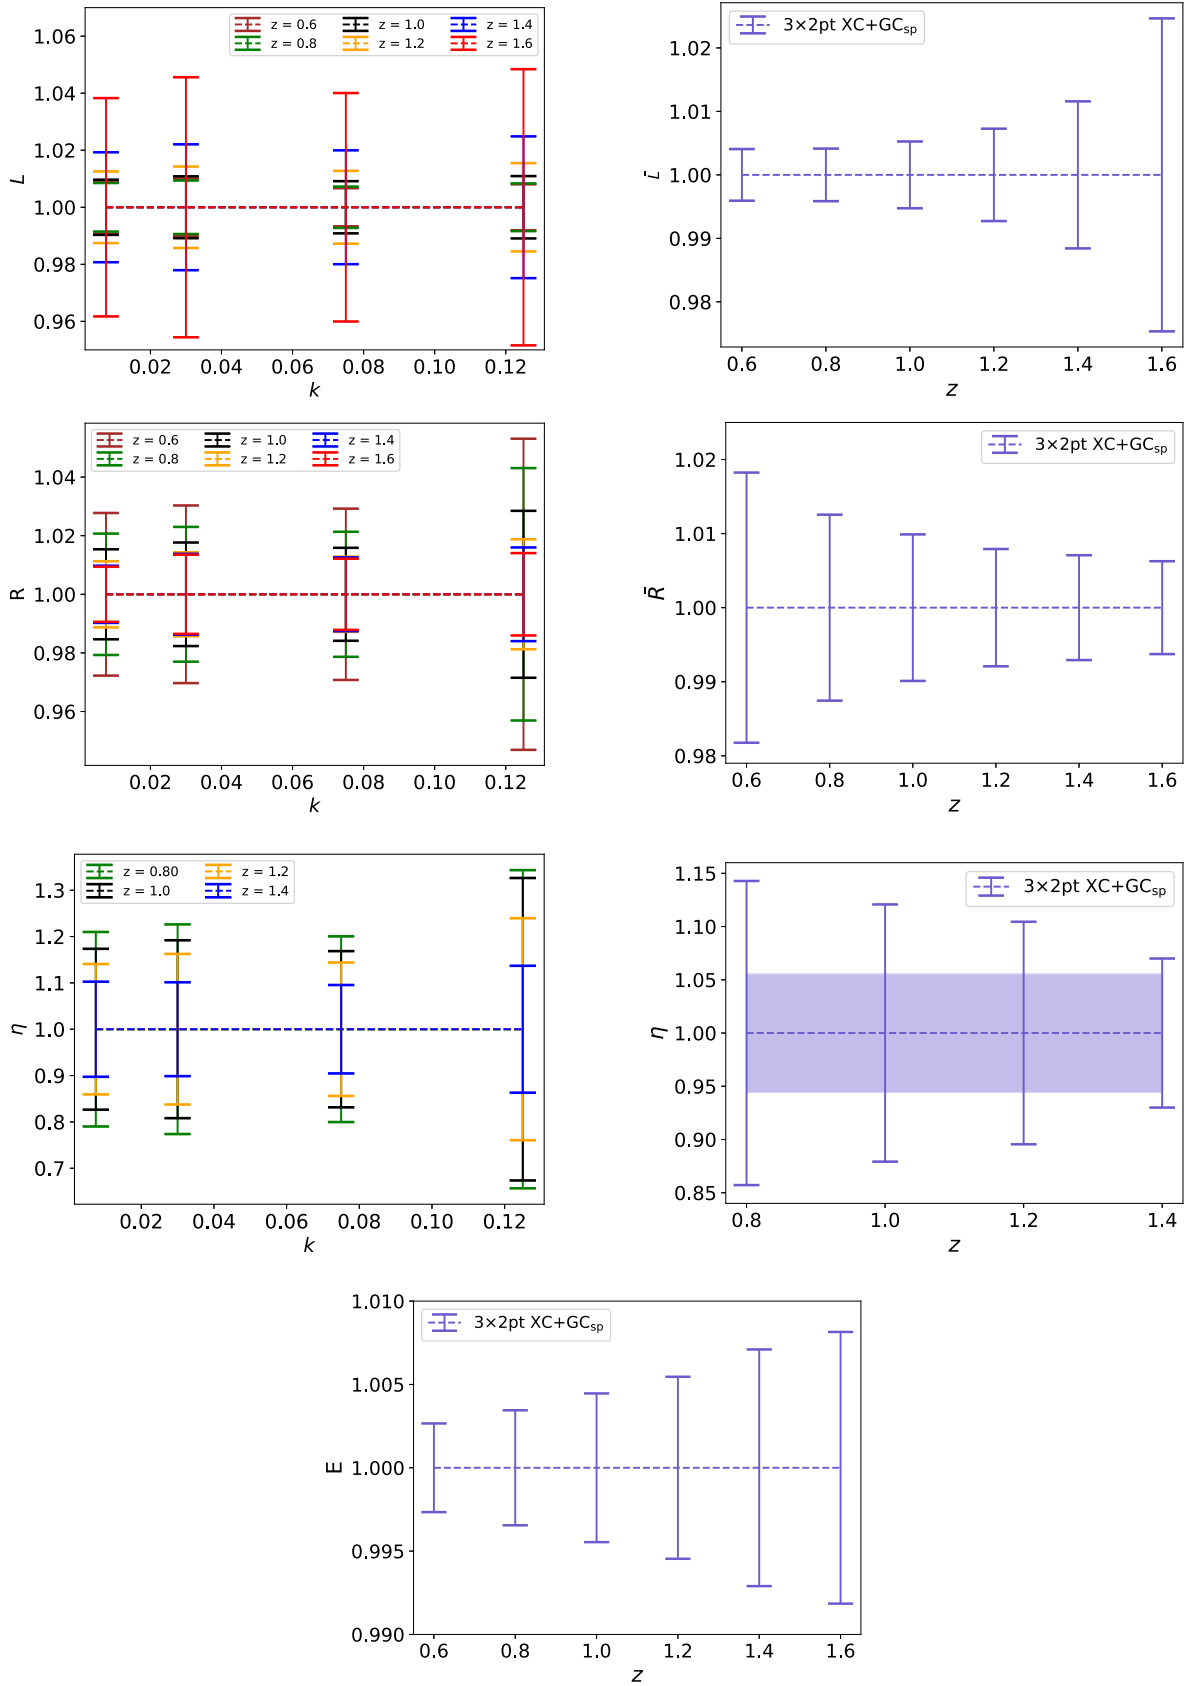 z = 0.6 z = 1.0 z = 1.4
z = 0.8 z = 1.2 z = 1.6
1.06
1.04
1.02
1.00
0.98
0.96
L
0.02 0.04 0.06 0.08 0.10 0.12
k
3×2pt XC+GCsp
1.02
1.01
1.00
0.99
0.98
L̄
0.6 0.8 1.0 1.2 1.4 1.6
z
z = 0.6 z = 1.0 z = 1.4
z = 0.8 z = 1.2 z = 1.6
1.04
1.02
1.00
0.98
0.96
R
0.02 0.04 0.06 0.08 0.10 0.12
k
3×2pt XC+GCsp
1.02
1.01
1.00
0.99
0.98
R̄
0.6 0.8 1.0 1.2 1.4 1.6
z
z = 0.80 z = 1.2
z = 1.0 z = 1.4
1.3
1.2
1.1
1.0
0.9
0.8
0.7
η
0.02 0.04 0.06 0.08 0.10 0.12
k
3×2pt XC+GCsp
1.15
1.10
1.05
1.00
0.95
0.90
0.85
η
0.8 1.0 1.2 1.4
z
3×2pt XC+GCsp
1.010
1.005
1.000
0.995
0.990
E
0.6 0.8 1.0 1.2 1.4 1.6
z